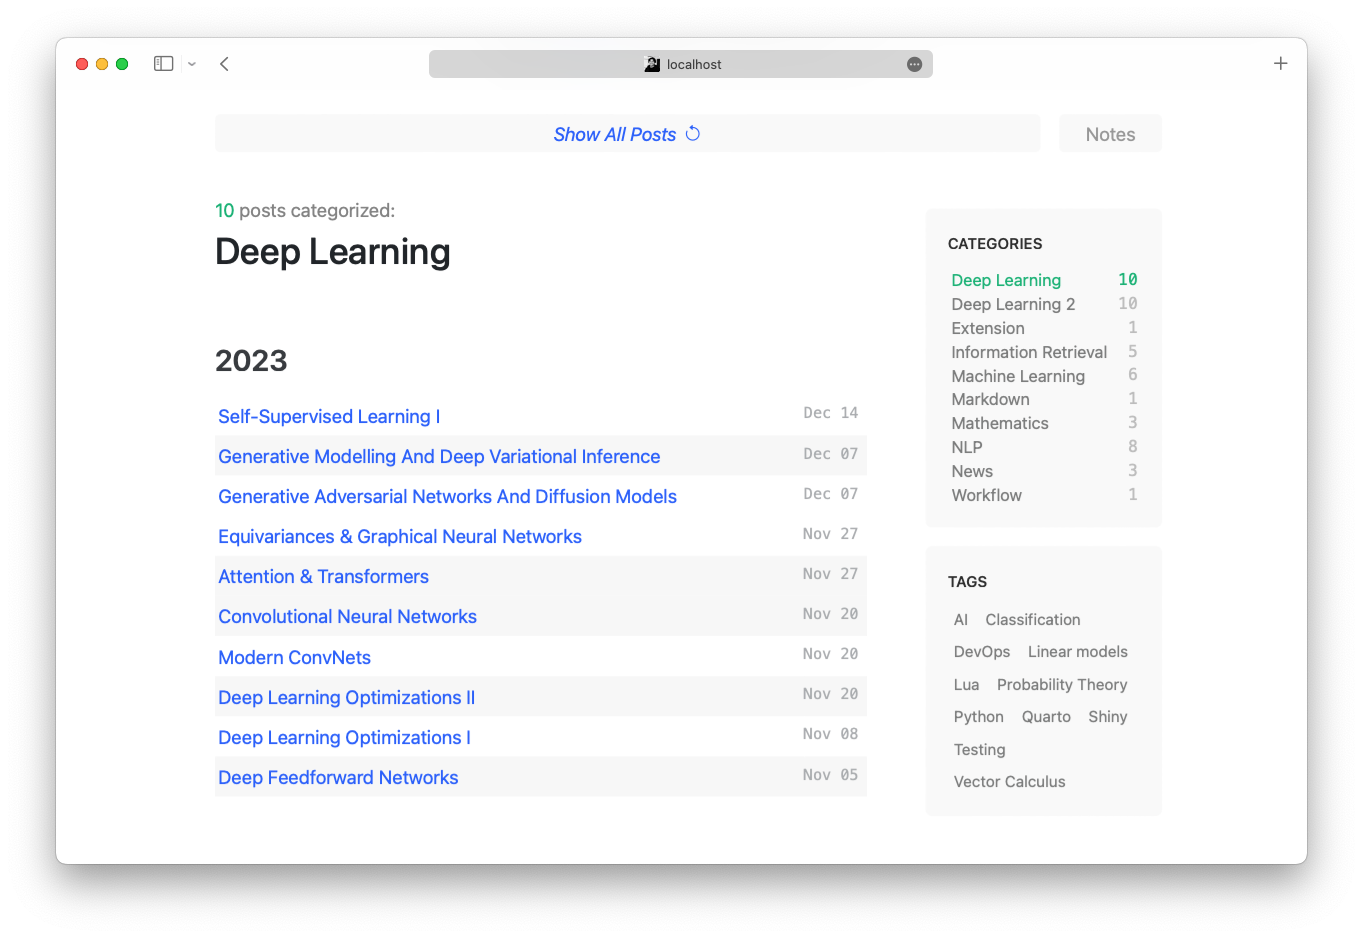 localhost
Show All Posts
Notes
10 posts categorized:
Deep Learning
2023
Self-Supervised Learning I Dec 14
Generative Modelling And Deep Variational Inference Dec 07
Generative Adversarial Networks And Diffusion Models Dec 07
Equivariances & Graphical Neural Networks Nov 27
Attention & Transformers Nov 27
Convolutional Neural Networks Nov 20
Modern ConvNets Nov 20
Deep Learning Optimizations II Nov 20
Deep Learning Optimizations I Nov 08
Deep Feedforward Networks Nov 05
CATEGORIES
Deep Learning 10
Deep Learning 2 10
Extension 1
Information Retrieval 5
Machine Learning 6
Markdown 1
Mathematics 3
NLP 8
News 3
Workflow 1
TAGS
AI Classification
DevOps Linear models
Lua Probability Theory
Python Quarto Shiny
Testing
Vector Calculus